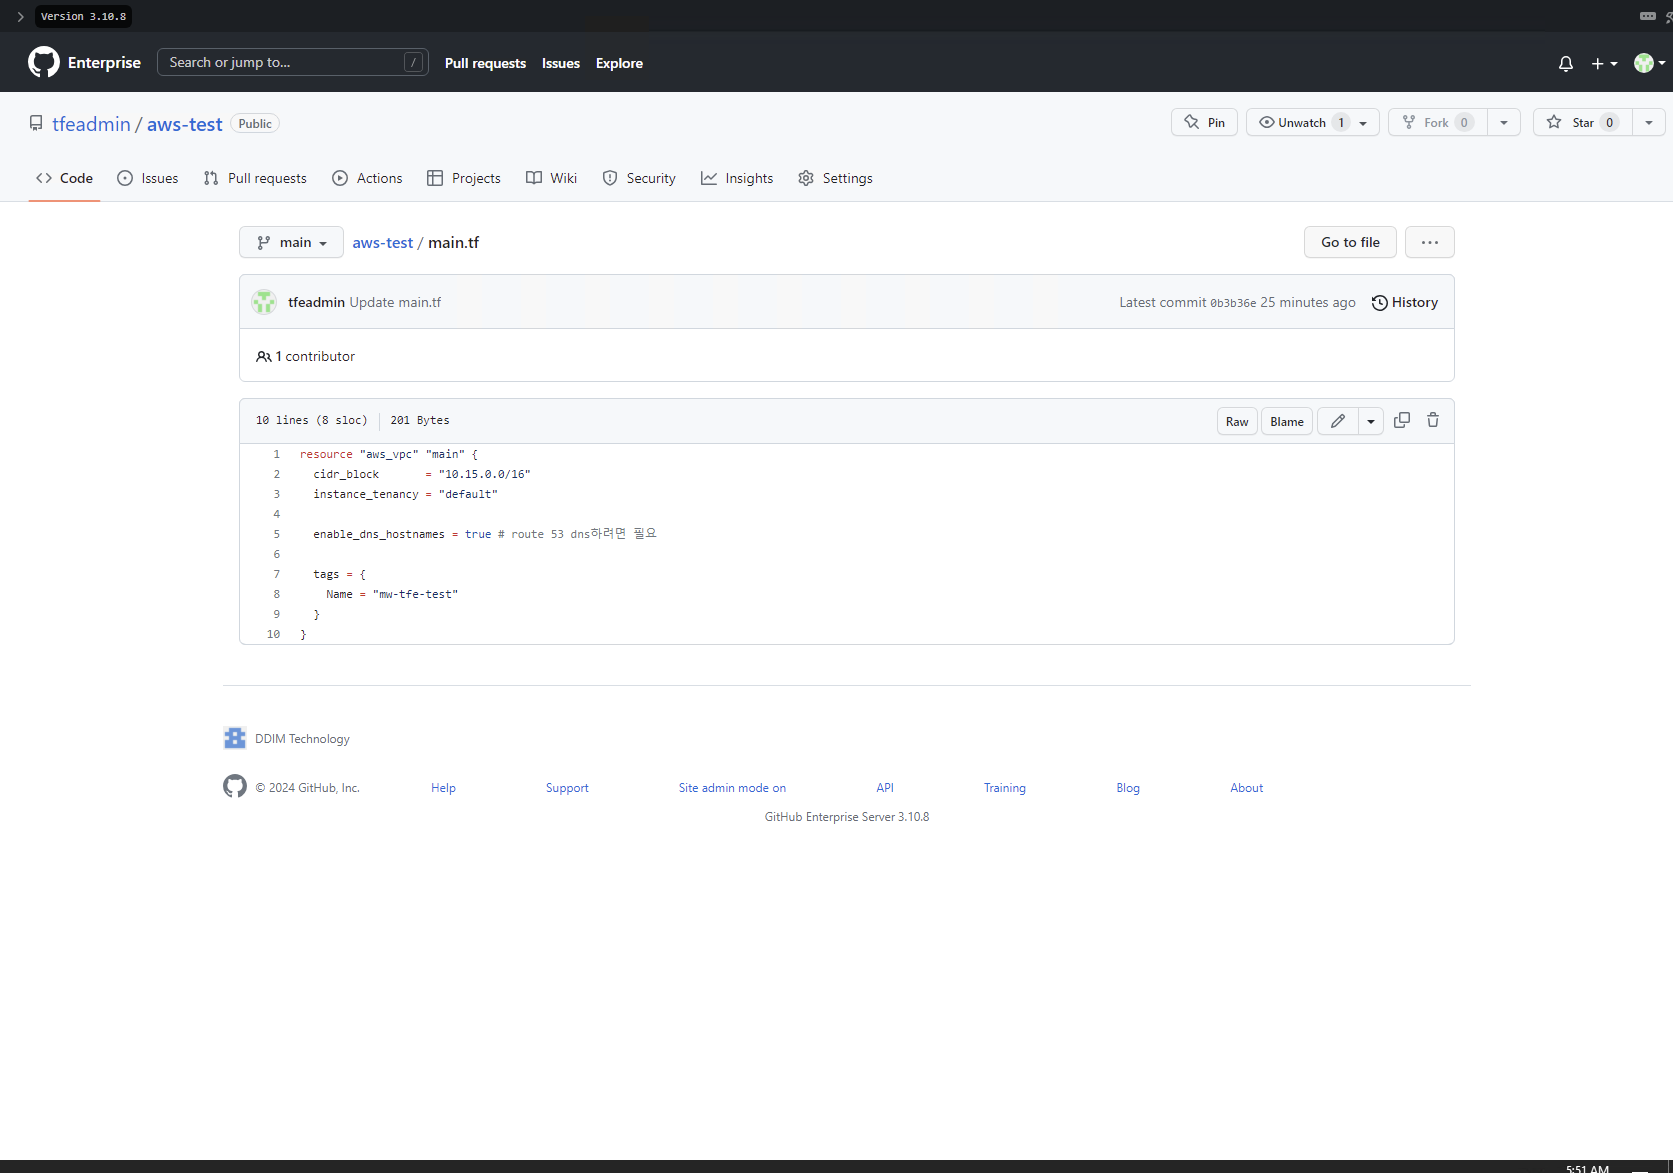 Version 3.10.8
Enterprise Search or jump to... / Pull requests Issues Explore
tfeadmin / aws-test Public Pin Unwatch 1 Fork 0 Star 0
Code Issues Pull requests Actions Projects Wiki Security Insights Settings
main aws-test / main.tf Go to file ...
tfeadmin Update main.tf Latest commit 0b3b36e 25 minutes ago History
1 contributor
10 lines (8 sloc) 201 Bytes Raw Blame
1 resource "aws_vpc" "main" {
2 cidr_block = "10.15.0.0/16"
3 instance_tenancy = "default"
4
5 enable_dns_hostnames = true # route 53 dns하려면 필요
6
7 tags = {
8 Name = "mw-tfe-test"
9 }
10 }
DDIM Technology
© 2024 GitHub, Inc. Help Support Site admin mode on API Training Blog About
GitHub Enterprise Server 3.10.8
5:51 AM